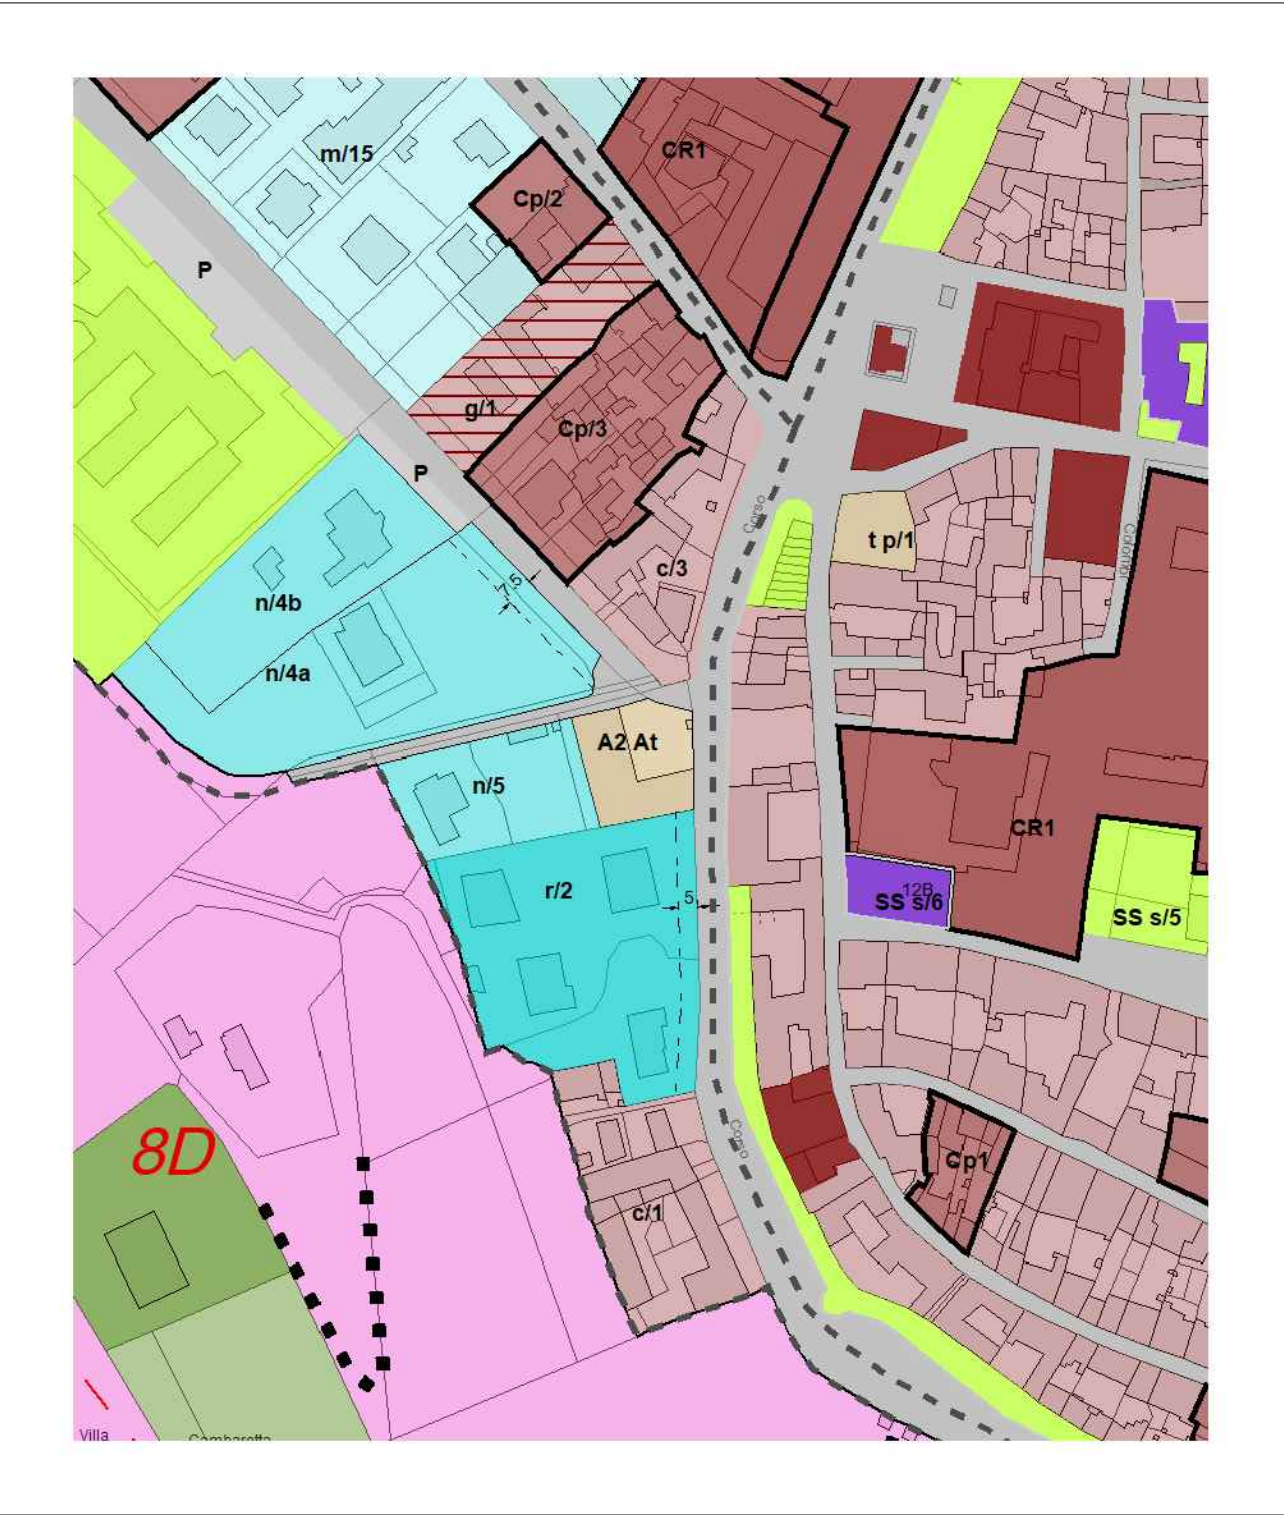 m/15
CR1
Cp/2
P
g/1
Cp/3
P
Corso
t p/1
Colombi
c/3
7.5
n/4b
n/4a
A2 At
n/5
CR1
r/2
5
12B
SS s/6
SS s/5
Corso
8D
Cp1
c/1
Villa
Gambaretta